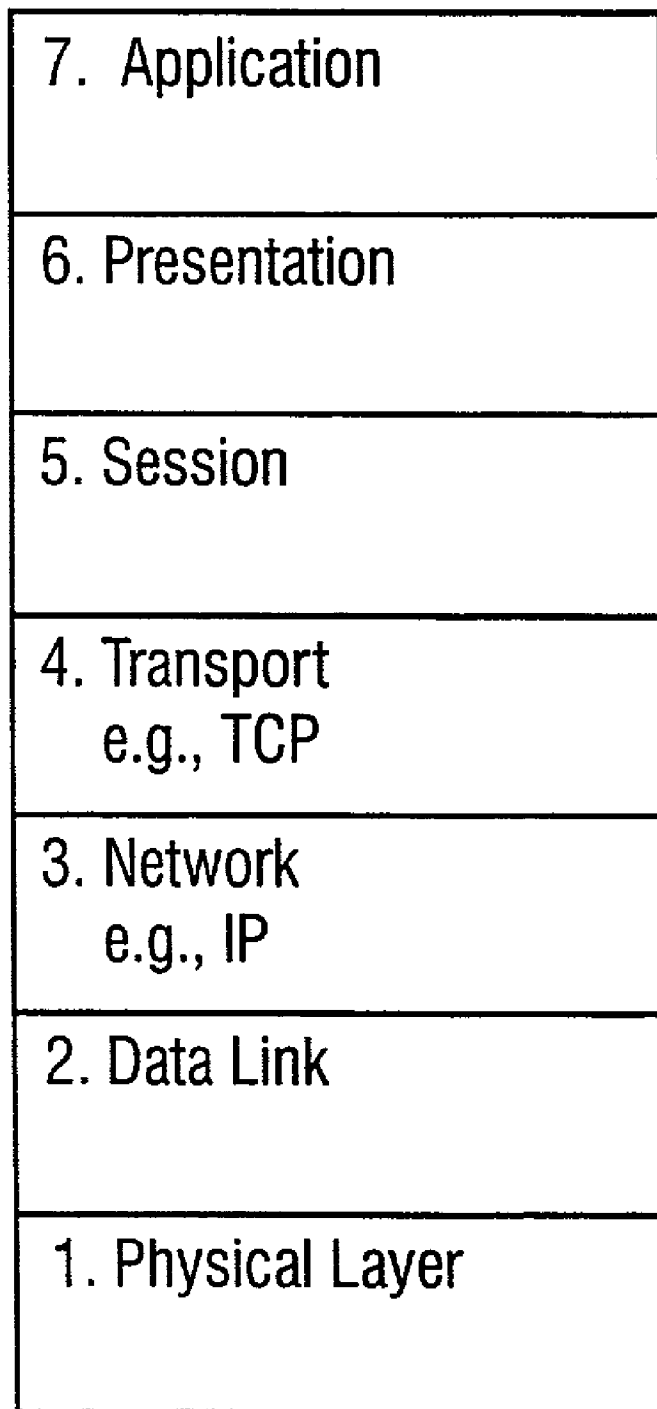 7. Application
6. Presentation
5. Session
4. Transport
e.g., TCP
3. Network
e.g., IP
2. Data Link
1. Physical Layer